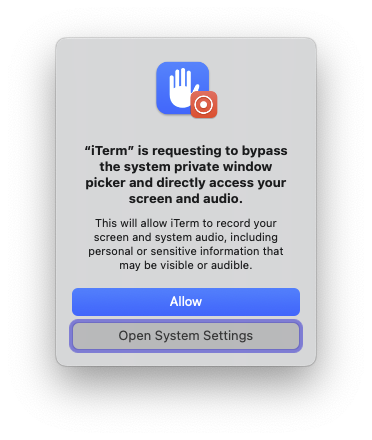 “iTerm” is requesting to bypass
the system private window
picker and directly access your
screen and audio.
This will allow iTerm to record your
screen and system audio, including
personal or sensitive information that
may be visible or audible.
Allow
Open System Settings